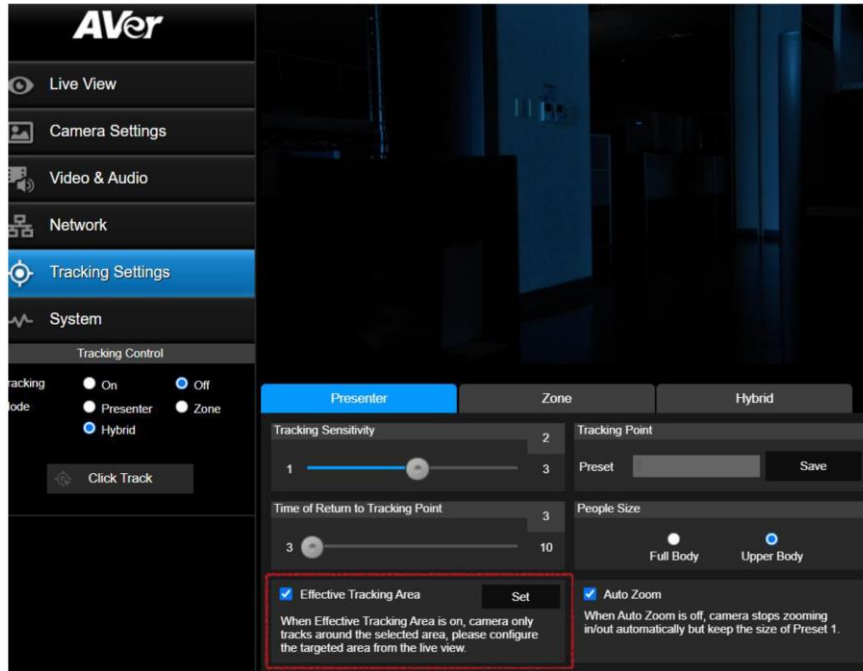 AVer
Live View
Camera Settings
Video & Audio
Network
Tracking Settings
System
Tracking Control
racking On Off
lode Presenter Zone
Hybrid
Click Track
Presenter Zone Hybrid
Tracking Sensitivity 2
1 3
Tracking Point
Preset Save
Time of Return to Tracking Point 3
3 10
People Size
Full Body Upper Body
Effective Tracking Area Set
When Effective Tracking Area is on, camera only
tracks around the selected area, please configure
the targeted area from the live view.
Auto Zoom
When Auto Zoom is off, camera stops zooming
in/out automatically but keep the size of Preset 1.